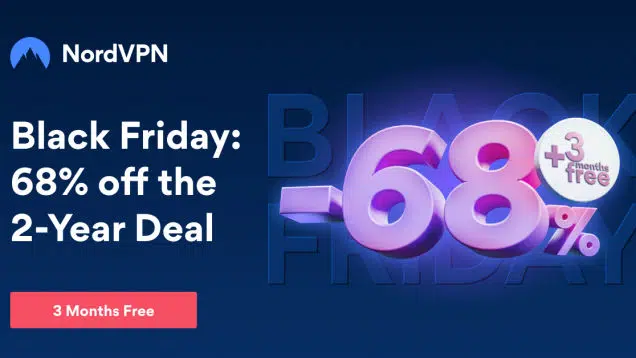 NordVPN
Black Friday:
68% off the
2-Year Deal
3 Months Free
BLACK
FRIDAY
-68%
+3
months
free